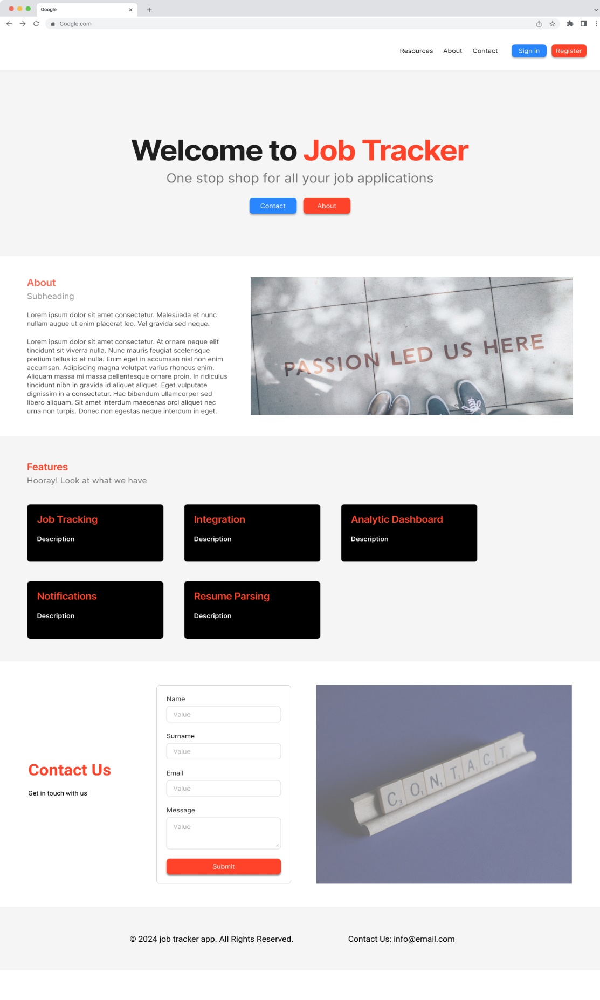 Google
Google.com
Resources About Contact Sign in Register
Welcome to Job Tracker
One stop shop for all your job applications
Contact About
About
Subheading
Lorem ipsum dolor sit amet consectetur. Malesuada et nunc
nullam augue ut enim placerat leo. Vel gravida sed neque.
Lorem ipsum dolor sit amet consectetur. At ornare neque elit
tincidunt sit viverra nulla. Nunc mauris feugiat scelerisque
pretium tellus id et nulla. Enim eget in accumsan nisl non enim
accumsan. Adipiscing magna volutpat varius rhoncus enim.
Aliquam massa mi massa pellentesque ornare proin. In ridiculus
tincidunt nibh in gravida id aliquet aliquet. Eget vulputate
dignissim in a consectetur. Hac bibendum ullamcorper sed
libero aliquam. Sit amet interdum maecenas orci aliquet nec
urna non turpis. Donec non egestas neque interdum in eget.
PASSION LED US HERE
Features
Hooray! Look at what we have
Job Tracking
Description
Integration
Description
Analytic Dashboard
Description
Notifications
Description
Resume Parsing
Description
Contact Us
Get in touch with us
Name
Value
Surname
Value
Email
Value
Message
Value
Submit
C3 O1 N1 T1 A1 C3 T1
© 2024 job tracker app. All Rights Reserved.
Contact Us: info@email.com